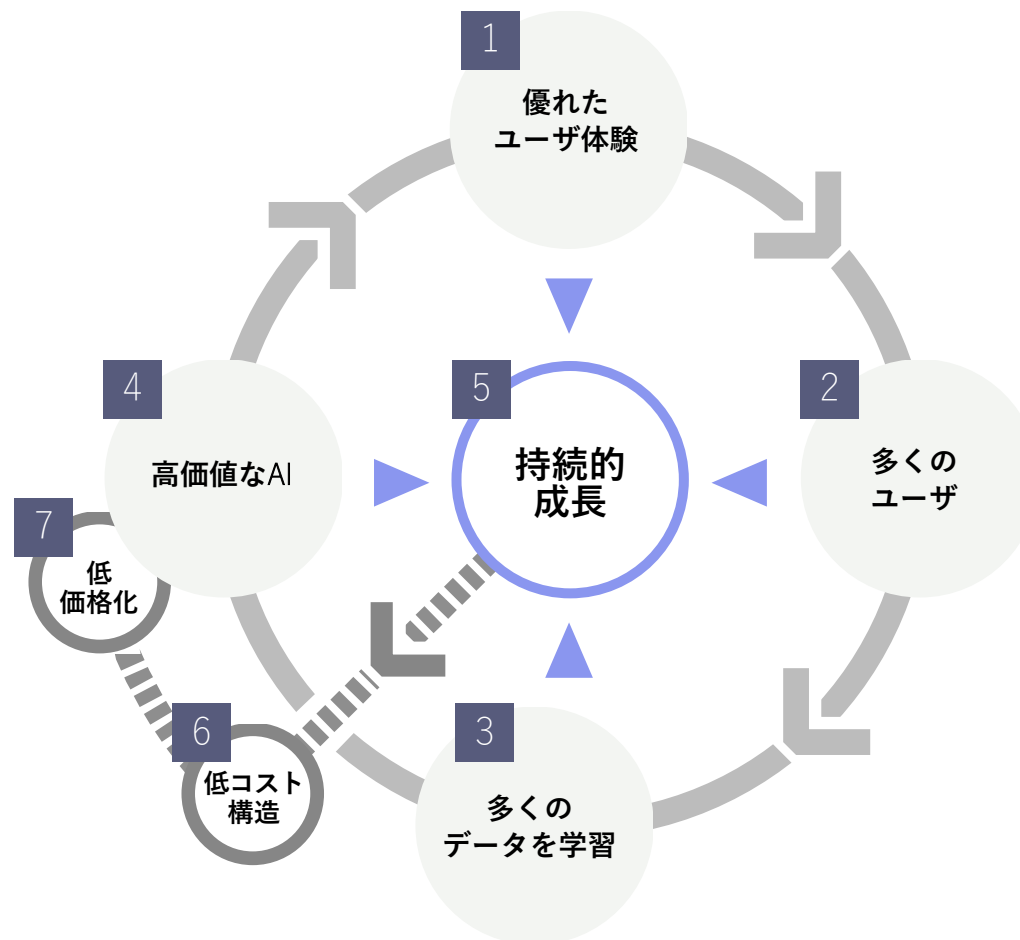 1
優れた
ユーザ体験
2
多くの
ユーザ
3
多くの
データを学習
4
高価値なAI
5
持続的
成長
6
低コスト
構造
7
低
価格化